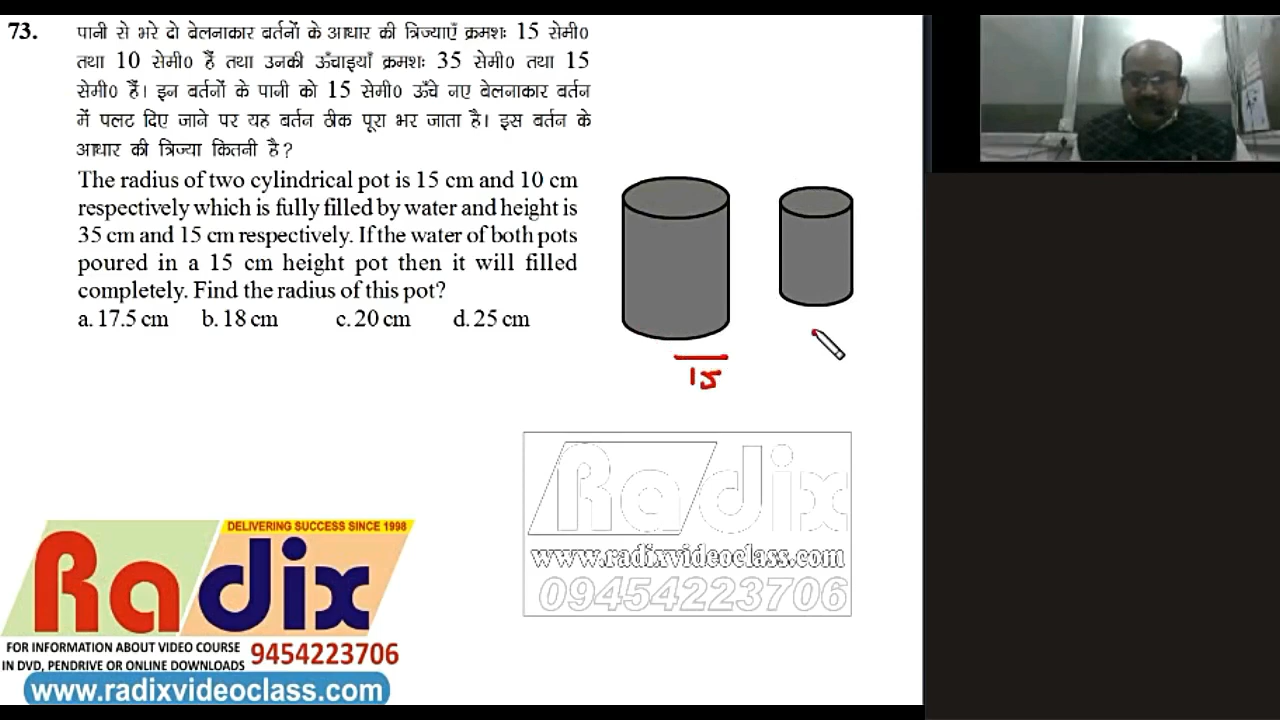 73.
पानी से भरे दो बेलनाकार बर्तनों के आधार की त्रिज्याएँ क्रमशः 15 सेमी०
तथा 10 सेमी० हैं तथा उनकी ऊँचाइयाँ क्रमशः 35 सेमी० तथा 15
सेमी० हैं। इन बर्तनों के पानी को 15 सेमी० ऊँचे नए बेलनाकार बर्तन
में पलट दिए जाने पर यह बर्तन ठीक पूरा भर जाता है। इस बर्तन के
आधार की त्रिज्या कितनी है?
The radius of two cylindrical pot is 15 cm and 10 cm
respectively which is fully filled by water and height is
35 cm and 15 cm respectively. If the water of both pots
poured in a 15 cm height pot then it will filled
completely. Find the radius of this pot?
a. 17.5 cm b. 18 cm c. 20 cm d. 25 cm
15
Radix
www.radixvideoclass.com
09454223706
DELIVERING SUCCESS SINCE 1998
Radix
FOR INFORMATION ABOUT VIDEO COURSE
IN DVD, PENDRIVE OR ONLINE DOWNLOADS
9454223706
www.radixvideoclass.com